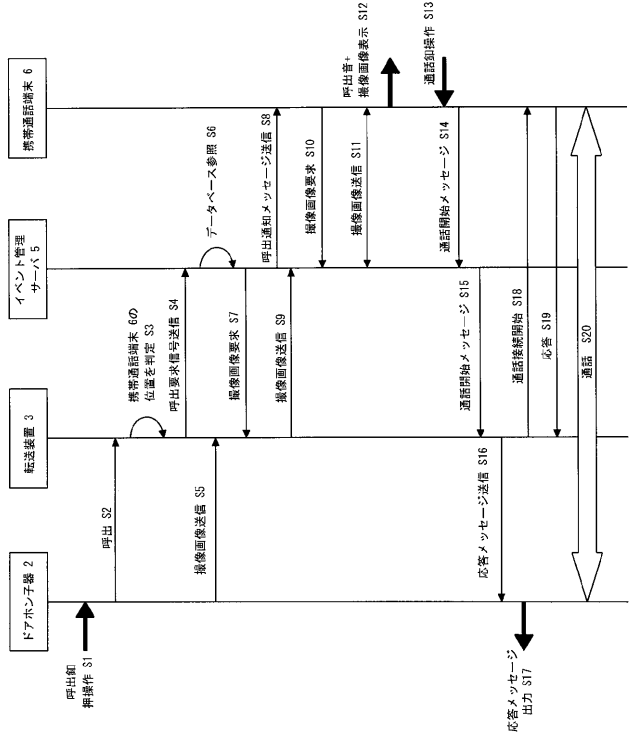 ドアホン子器 2
転送装置 3
イベント管理
サーバ 5
携帯通話端末 6
呼出釦
押操作 S1
呼出 S2
携帯通話端末 6の
位置を判定 S3
呼出要求信号送信 S4
撮像画像送信 S5
データベース参照 S6
撮像画像要求 S7
呼出通知メッセージ送信 S8
撮像画像送信 S9
撮像画像要求 S10
撮像画像送信 S11
呼出音+
撮像画像表示 S12
通話釦操作 S13
通話開始メッセージ S14
通話開始メッセージ S15
応答メッセージ送信 S16
応答メッセージ
出力 S17
通話接続開始 S18
応答 S19
通話 S20